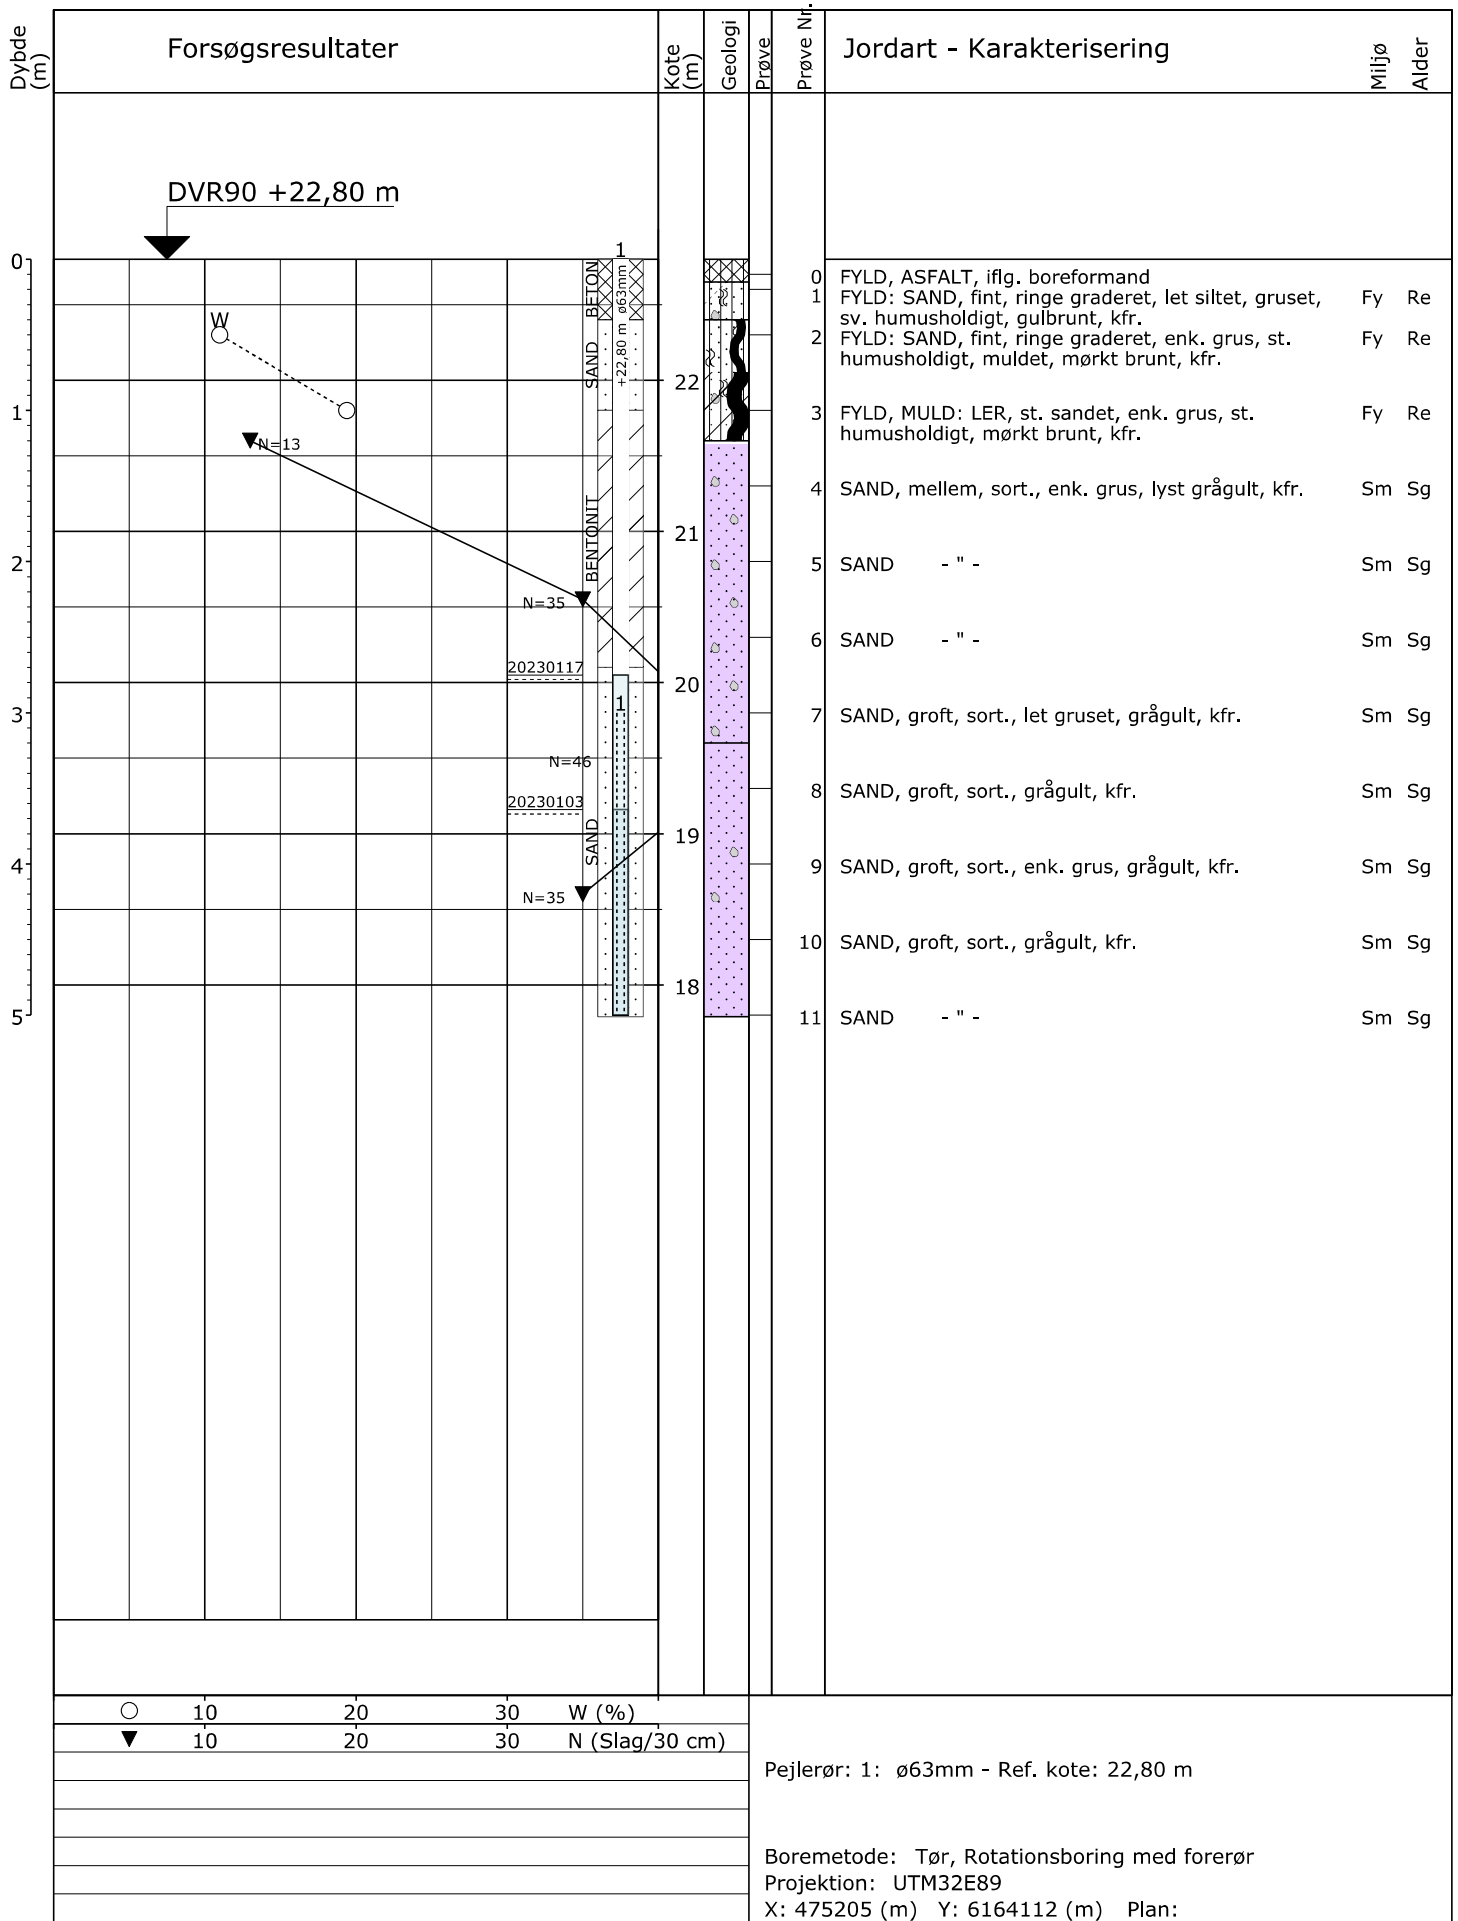 Dybde
(m)
Forsøgsresultater
Kote
(m)
Geologi
Prøve
Prøve Nr.
Jordart - Karakterisering
Miljø
Alder
DVR90 +22,80 m
0
1
2
3
4
5
W
N=13
N=35
20230117
N=46
20230103
N=35
1
BETON
SAND
BENTONIT
SAND
+22,80 m ø63mm
1
22
21
20
19
18
0 FYLD, ASFALT, iflg. boreformand
1 FYLD: SAND, fint, ringe graderet, let siltet, gruset, Fy Re
sv. humusholdigt, gulbrunt, kfr.
2 FYLD: SAND, fint, ringe graderet, enk. grus, st. Fy Re
humusholdigt, muldet, mørkt brunt, kfr.
3 FYLD, MULD: LER, st. sandet, enk. grus, st. Fy Re
humusholdigt, mørkt brunt, kfr.
4 SAND, mellem, sort., enk. grus, lyst grågult, kfr. Sm Sg
5 SAND - " - Sm Sg
6 SAND - " - Sm Sg
7 SAND, groft, sort., let gruset, grågult, kfr. Sm Sg
8 SAND, groft, sort., grågult, kfr. Sm Sg
9 SAND, groft, sort., enk. grus, grågult, kfr. Sm Sg
10 SAND, groft, sort., grågult, kfr. Sm Sg
11 SAND - " - Sm Sg
10 20 30 W (%)
10 20 30 N (Slag/30 cm)
Pejlerør: 1: ø63mm - Ref. kote: 22,80 m
Boremetode: Tør, Rotationsboring med forerør
Projektion: UTM32E89
X: 475205 (m) Y: 6164112 (m) Plan: